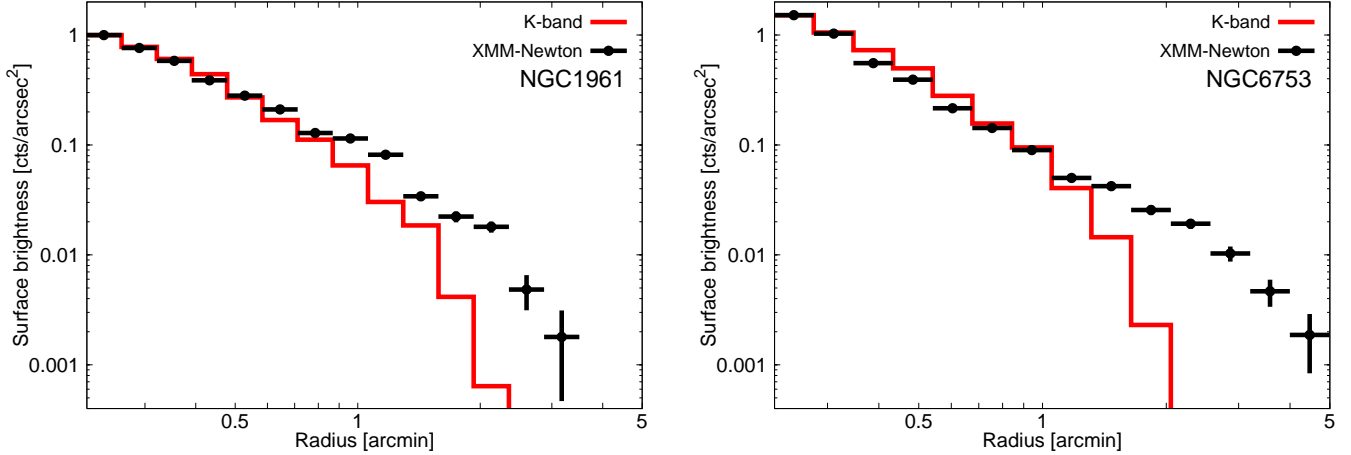 Surface brightness [cts/arcsec²]
1
0.1
0.01
0.001
K-band
XMM-Newton
NGC1961
0.5
1
5
Radius [arcmin]
Surface brightness [cts/arcsec²]
1
0.1
0.01
0.001
K-band
XMM-Newton
NGC6753
0.5
1
5
Radius [arcmin]